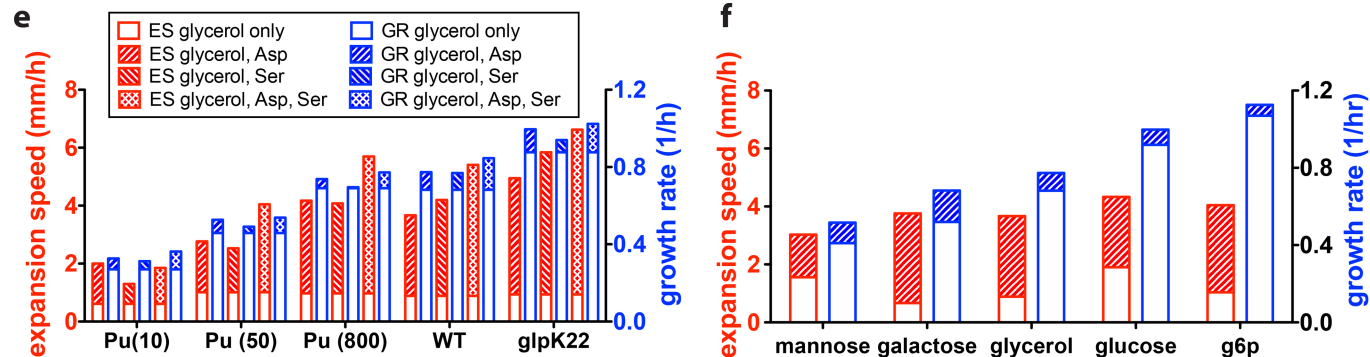 e
ES glycerol only
GR glycerol only
ES glycerol, Asp
GR glycerol, Asp
ES glycerol, Ser
GR glycerol, Ser
ES glycerol, Asp, Ser
GR glycerol, Asp, Ser
expansion speed (mm/h)
8
6
4
2
0
Pu(10)
Pu (50)
Pu (800)
WT
glpK22
1.2
0.8
0.4
0.0
growth rate (1/h)
f
expansion speed (mm/h)
8
6
4
2
0
mannose
galactose
glycerol
glucose
g6p
1.2
0.8
0.4
0.0
growth rate (1/hr)